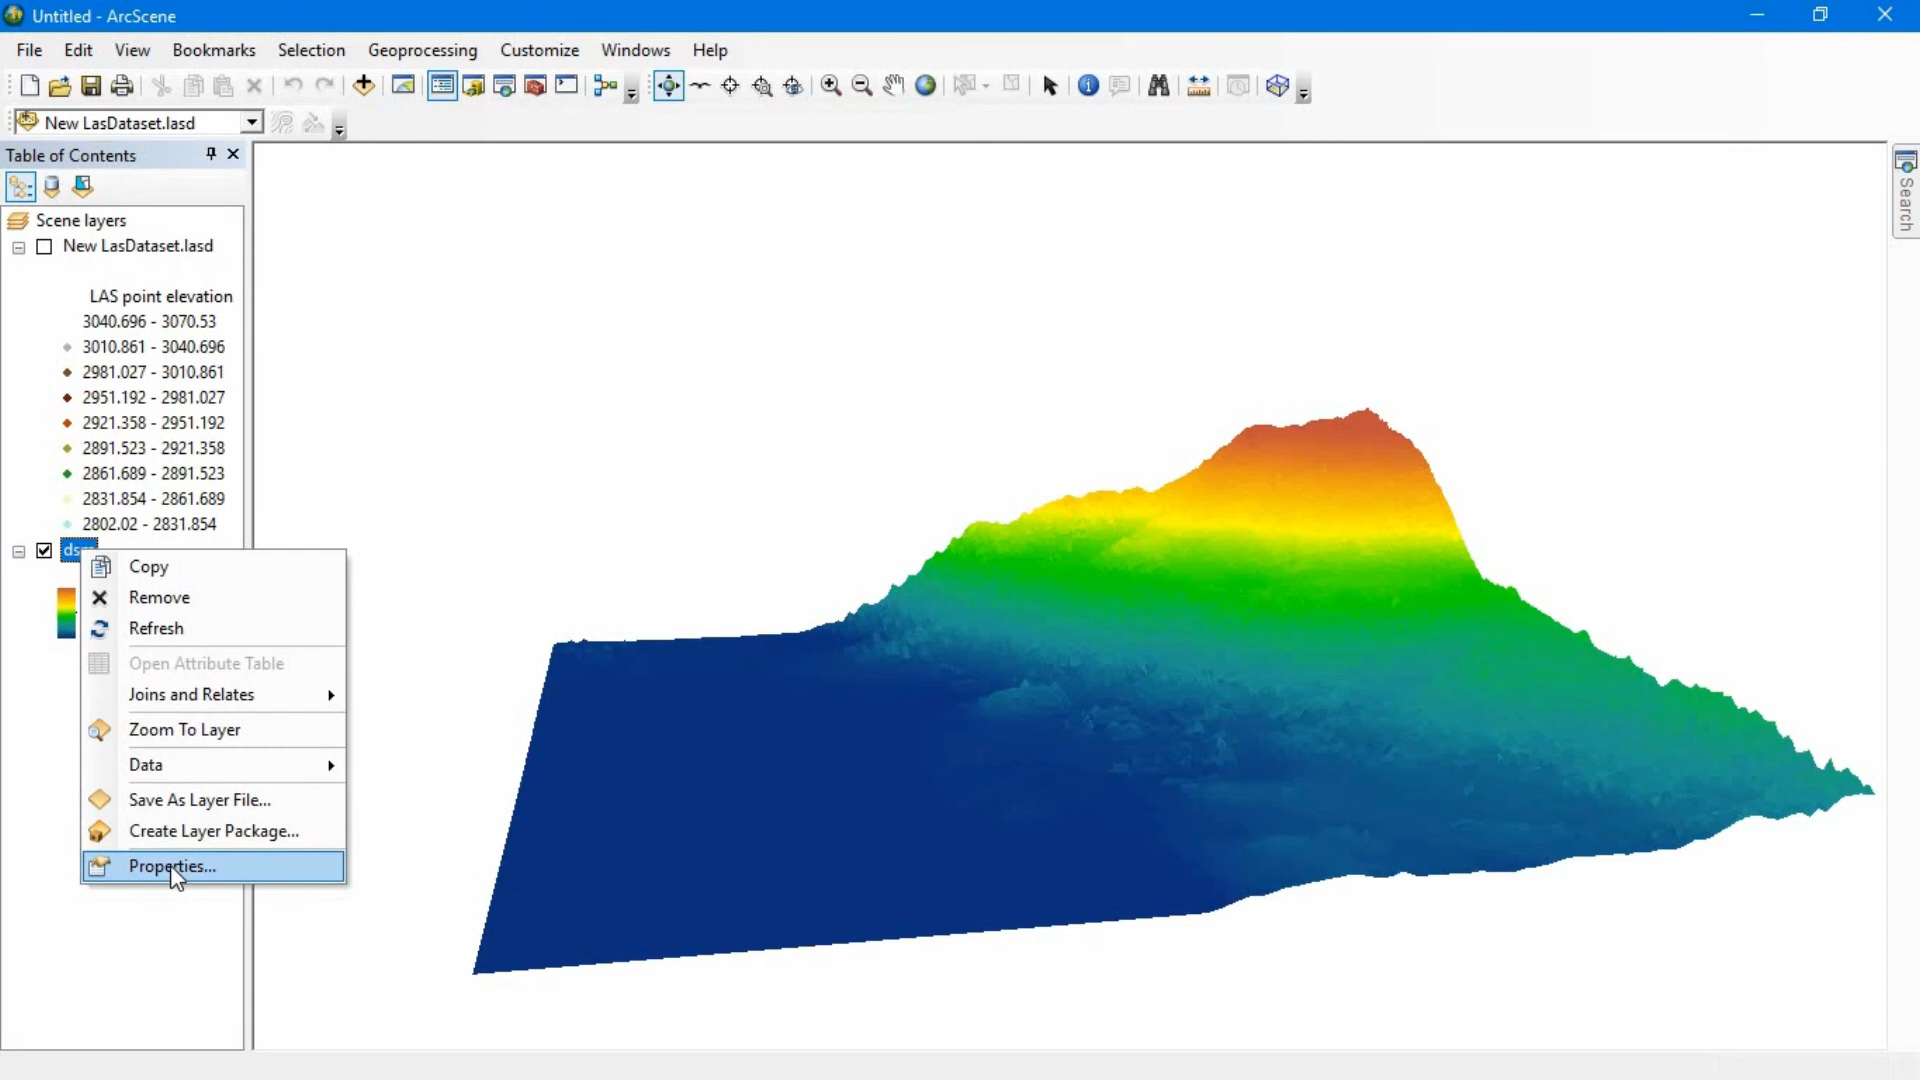 Untitled - ArcScene
File Edit View Bookmarks Selection Geoprocessing Customize Windows Help
New LasDataset.lasd
Table of Contents
Search
Scene layers
New LasDataset.lasd
LAS point elevation
3040.696 - 3070.53
3010.861 - 3040.696
2981.027 - 3010.861
2951.192 - 2981.027
2921.358 - 2951.192
2891.523 - 2921.358
2861.689 - 2891.523
2831.854 - 2861.689
2802.02 - 2831.854
Copy
Remove
Refresh
Open Attribute Table
Joins and Relates
Zoom To Layer
Data
Save As Layer File...
Create Layer Package...
Properties...